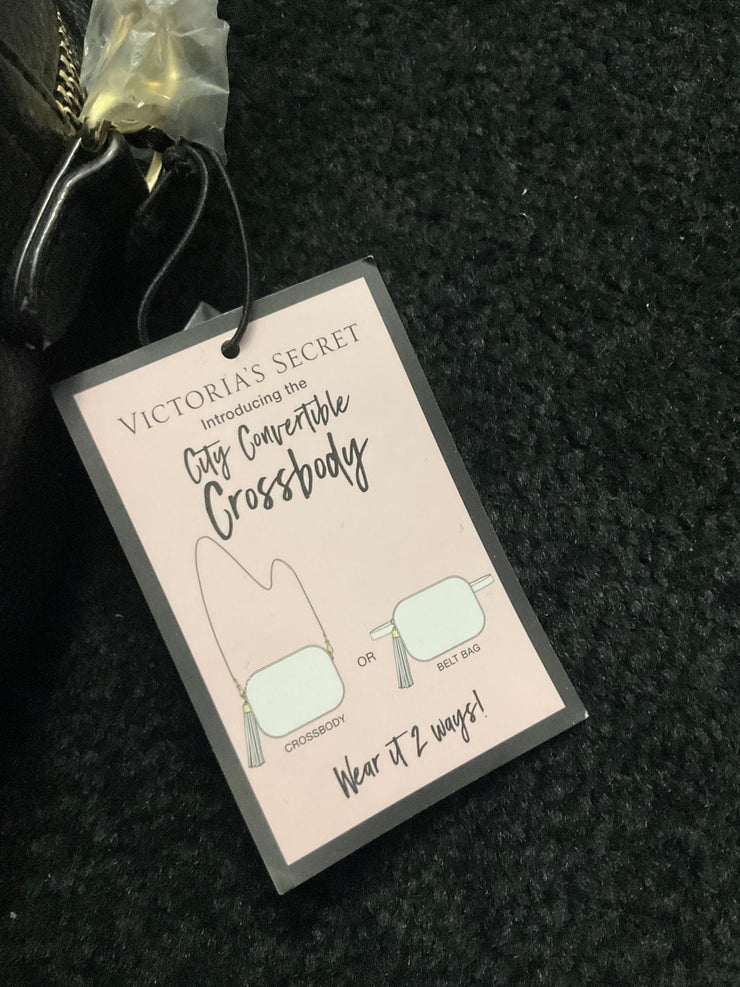 VICTORIA'S SECRET
Introducing the
City Convertible
Crossbody
OR
CROSSBODY
BELT BAG
Wear it 2 ways!